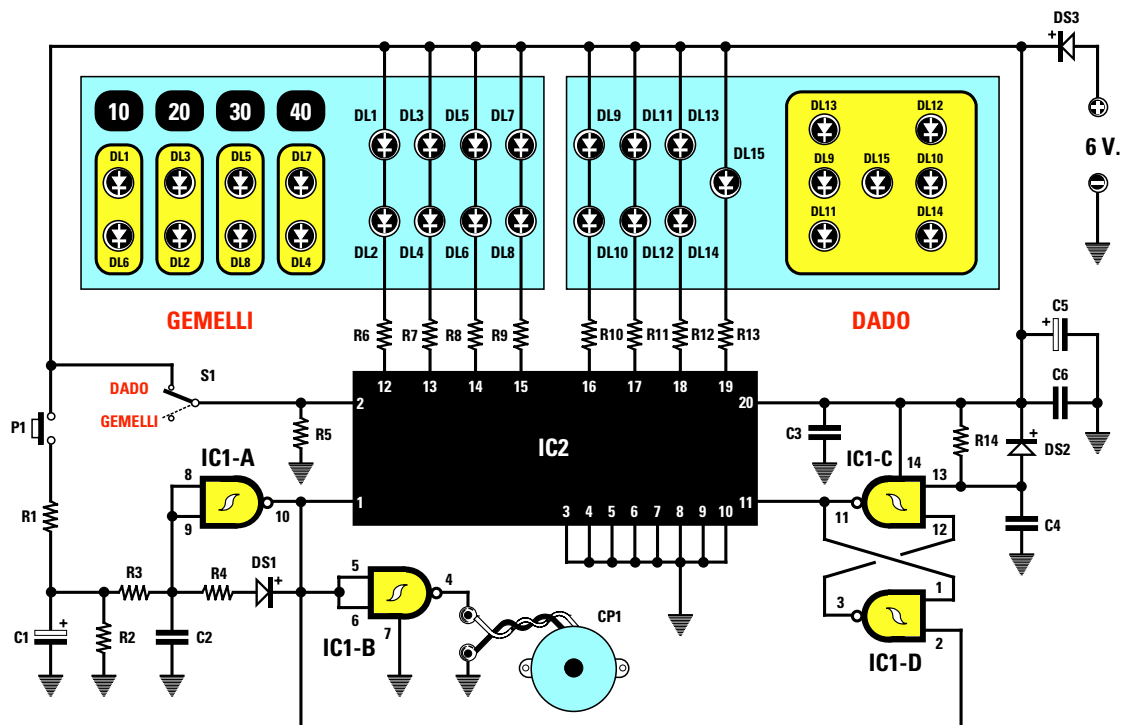 DS3
+
10 20 30 40
DL1 DL3 DL5 DL7
DL9 DL11 DL13
DL13 DL12
+
6 V.
DL1 DL3 DL5 DL7
DL15
DL9 DL15 DL10
DL6 DL2 DL8 DL4
DL2 DL4 DL6 DL8
DL10 DL12 DL14
DL11 DL14
GEMELLI
R6 R7 R8 R9
R10 R11 R12 R13
DADO
C5
+
S1
DADO
GEMELLI
12 13 14 15 16 17 18 19
C6
P1
2
20
R5
C3
R14
DS2
+
IC1-A
IC2
IC1-C
14
13
8
9
10
1
11
11
12
C4
R1
3 4 5 6 7 8 9 10
R3 R4 DS1
+
5
6
4
7
CP1
1
3
2
C1
+
R2
C2
IC1-B
IC1-D